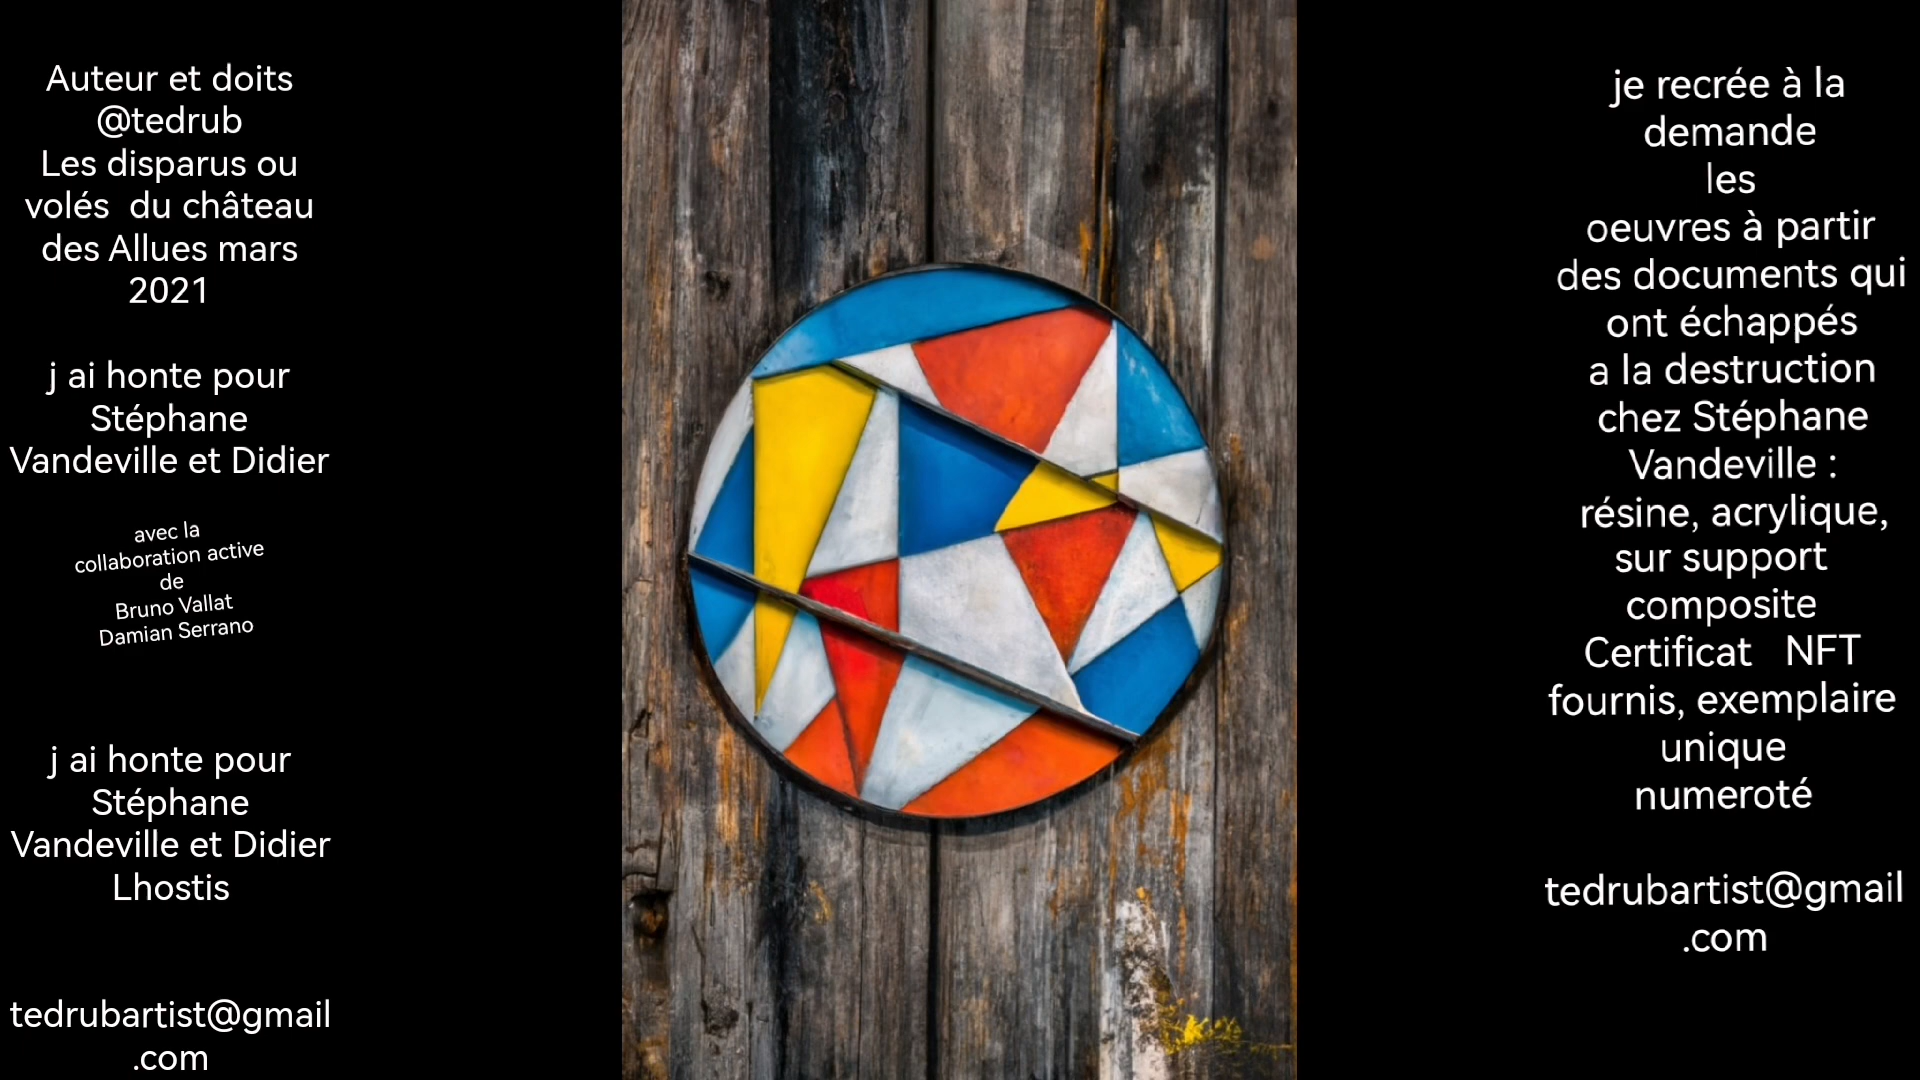 Auteur et doits
@tedrub
Les disparus ou
volés  du château
des Allues mars
2021
j ai honte pour
Stéphane
Vandeville et Didier
avec la
collaboration active
de
Bruno Vallat
Damian Serrano
j ai honte pour
Stéphane
Vandeville et Didier
Lhostis
tedrubartist@gmail
.com
je recrée à la
demande
les
oeuvres à partir
des documents qui
ont échappés
a la destruction
chez Stéphane
Vandeville :
résine, acrylique,
sur support
composite
Certificat   NFT
fournis, exemplaire
unique
numeroté
tedrubartist@gmail
.com